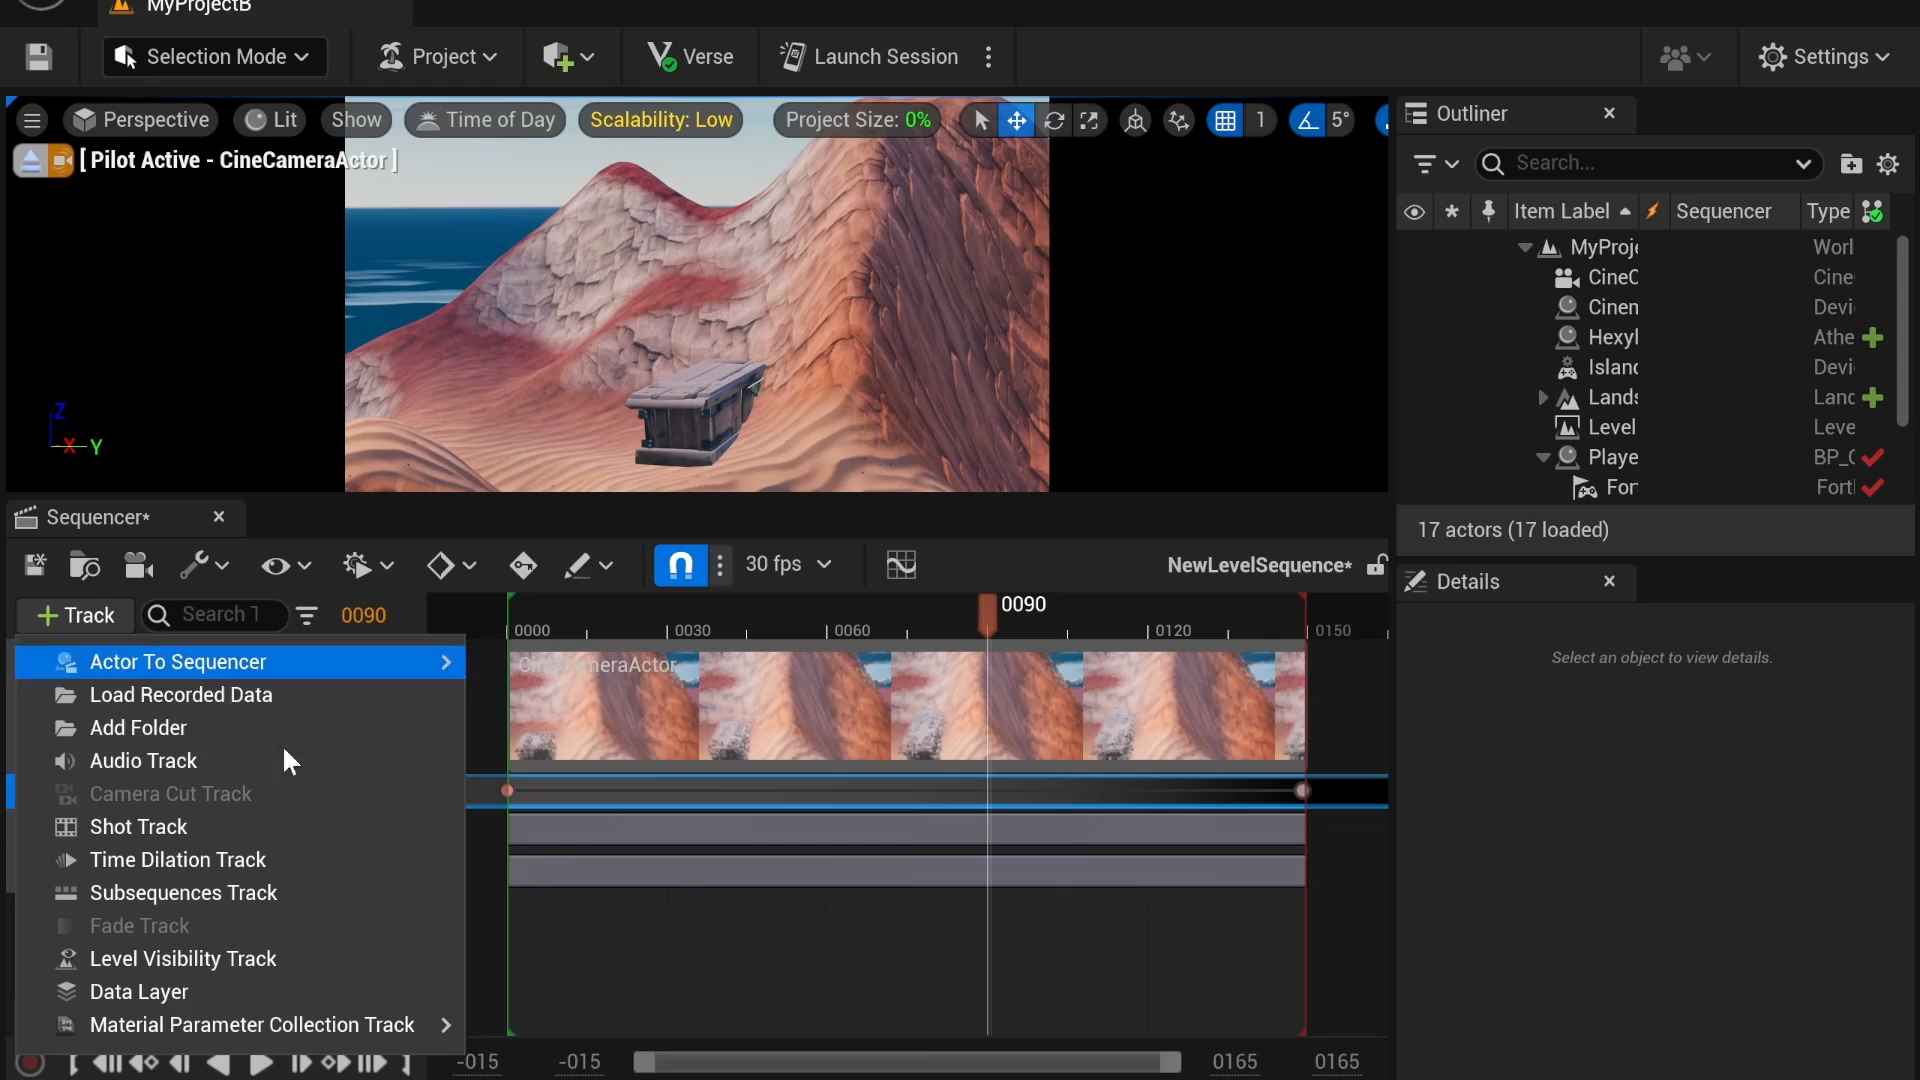 MyProjectB
Selection Mode
Project
Verse
Launch Session
Settings
Perspective
Lit
Show
Time of Day
Scalability: Low
Project Size: 0%
1
5°
[ Pilot Active - CineCameraActor ]
Z
X
Y
Outliner
Search...
Item Label
Sequencer
Type
MyProje
Worl
CineC
Cine
Cinen
Devi
Hexyl
Athe
Islanc
Devi
Lands
Lanc
Level
Leve
Playe
BP_C
For
Fort
17 actors (17 loaded)
Details
Select an object to view details.
Sequencer*
30 fps
NewLevelSequence*
Track
Search T
0090
0090
0000
0030
0060
0120
0150
CineCameraActor
Actor To Sequencer
Load Recorded Data
Add Folder
Audio Track
Camera Cut Track
Shot Track
Time Dilation Track
Subsequences Track
Fade Track
Level Visibility Track
Data Layer
Material Parameter Collection Track
-015
-015
0165
0165